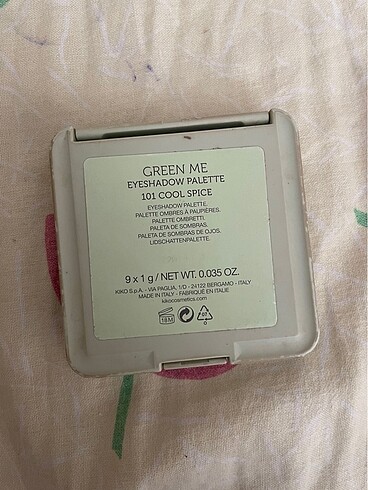 GREEN ME
EYESHADOW PALETTE
101 COOL SPICE
EYESHADOW PALETTE.
PALETTE OMBRES À PAUPIÈRES.
PALETTE OMBRETTI.
PALETA DE SOMBRAS.
PALETA DE SOMBRAS DE OJOS.
LIDSCHATTENPALETTE.
9 x 1 g / NET WT. 0.035 OZ.
KIKO S.p.A. - VIA PAGLIA, 1/D - 24122 BERGAMO - ITALY
MADE IN ITALY - FABRIQUÉ EN ITALIE
kikocosmetics.com
18M
07